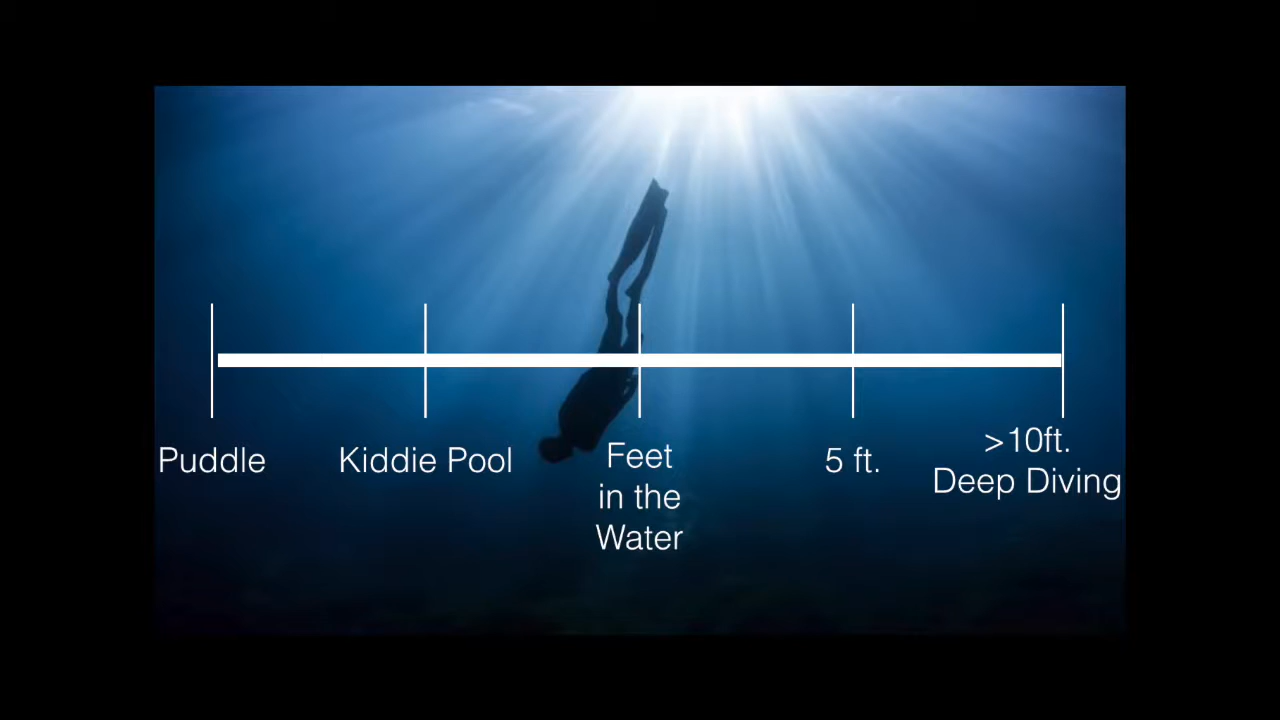 Puddle
Kiddie Pool
Feet
in the
Water
5 ft.
>10ft.
Deep Diving